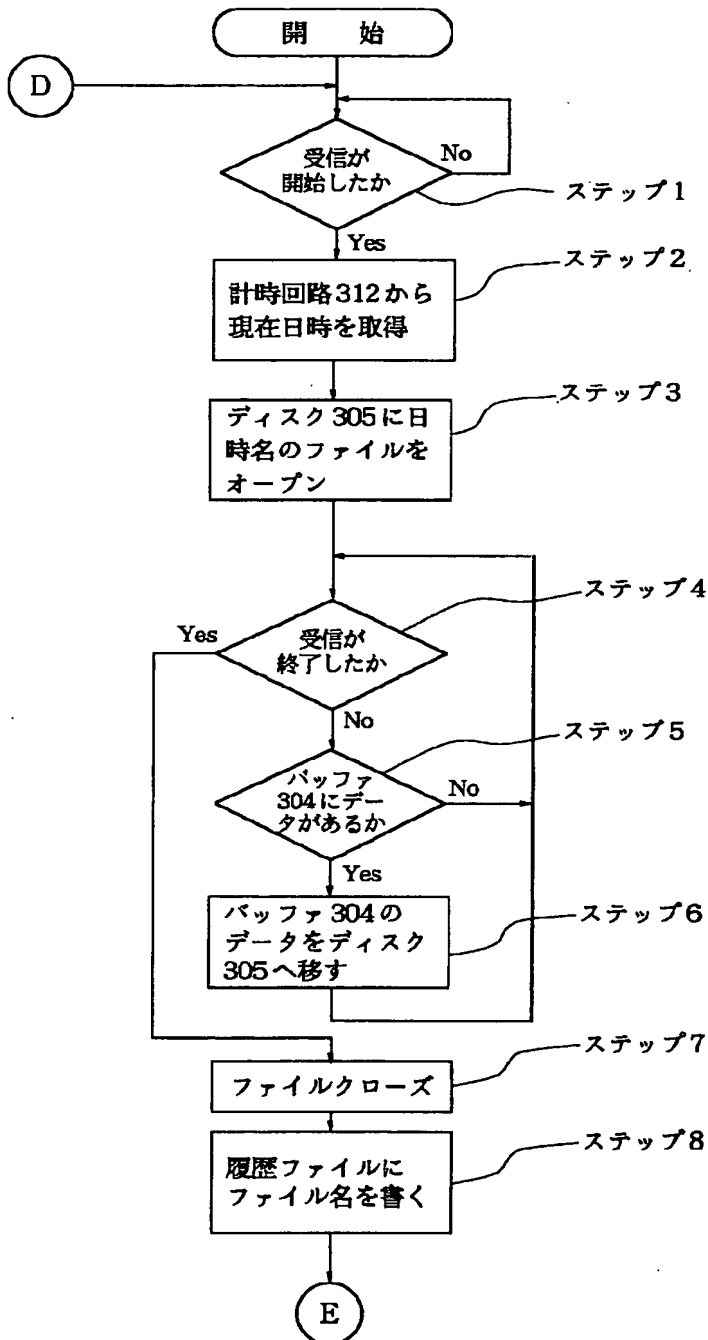 開 始
D
受信が
開始したか
No
ステップ1
Yes
ステップ2
計時回路312から
現在日時を取得
ステップ3
ディスク305に日
時名のファイルを
オープン
ステップ4
Yes
受信が
終了したか
No
ステップ5
バッファ
304にデー
タがあるか
No
Yes
バッファ304の
データをディスク
305へ移す
ステップ6
ステップ7
ファイルクローズ
ステップ8
履歴ファイルに
ファイル名を書く
E